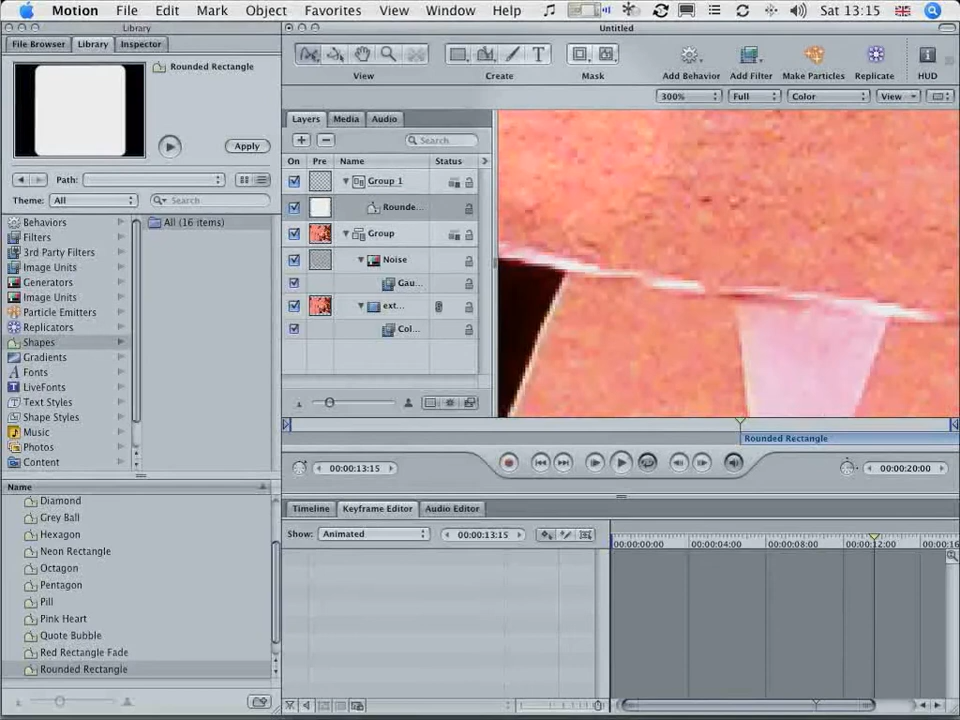 Motion File Edit Mark Object Favorites View Window Help Sat 13:15
Library
Untitled
File Browser Library Inspector
Rounded Rectangle
View Create Mask Add Behavior Add Filter Make Particles Replicate HUD
300% Full Color View
Apply
Layers Media Audio
Search
Path:
On Pre Name Status
Theme: All Search
Group 1
Rounde...
Group
Noise
Gau...
ext...
Col...
Behaviors
Filters
3rd Party Filters
Image Units
Generators
Image Units
Particle Emitters
Replicators
Shapes
Gradients
Fonts
LiveFonts
Text Styles
Shape Styles
Music
Photos
Content
All (16 items)
Rounded Rectangle
00:00:13:15 00:00:20:00
Name
Diamond
Grey Ball
Hexagon
Neon Rectangle
Octagon
Pentagon
Pill
Pink Heart
Quote Bubble
Red Rectangle Fade
Rounded Rectangle
Timeline Keyframe Editor Audio Editor
Show: Animated 00:00:13:15
00:00:00:00 00:00:04:00 00:00:08:00 00:00:12:00 00:00:16